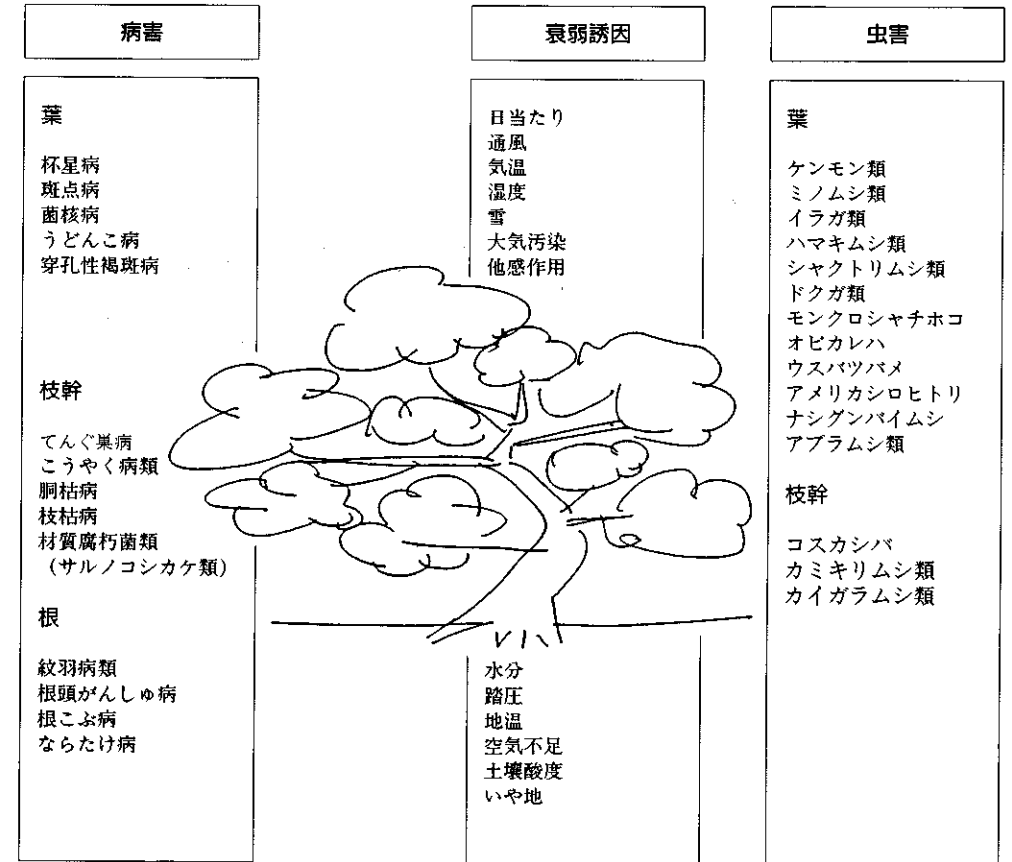 病害
葉
杯星病
斑点病
菌核病
うどんこ病
穿孔性褐斑病
枝幹
てんぐ巣病
こうやく病類
胴枯病
枝枯病
材質腐朽菌類
(サルノコシカケ類)
根
紋羽病類
根頭がんしゅ病
根こぶ病
ならたけ病
衰弱誘因
日当たり
通風
気温
湿度
雪
大気汚染
他感作用
水分
踏圧
地温
空気不足
土壌酸度
いや地
虫害
葉
ケンモン類
ミノムシ類
イラガ類
ハマキムシ類
シャクトリムシ類
ドクガ類
モンクロシャチホコ
オビカレハ
ウスバツバメ
アメリカシロヒトリ
ナシグンバイムシ
アブラムシ類
枝幹
コスカシバ
カミキリムシ類
カイガラムシ類